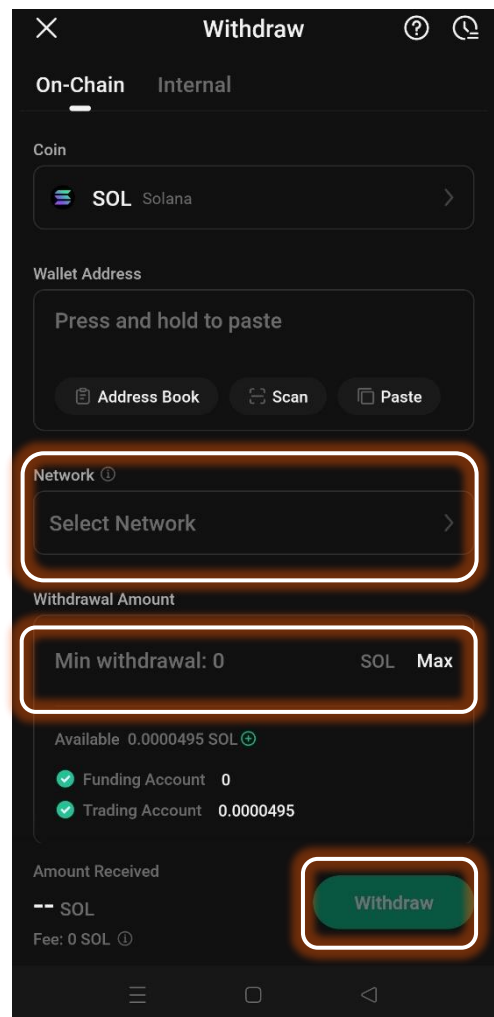 Withdraw
On-Chain Internal
Coin
SOL Solana
Wallet Address
Press and hold to paste
Address Book Scan Paste
Network
Select Network
Withdrawal Amount
Min withdrawal: 0 SOL Max
Available 0.0000495 SOL
Funding Account 0
Trading Account 0.0000495
Amount Received
-- SOL
Withdraw
Fee: 0 SOL